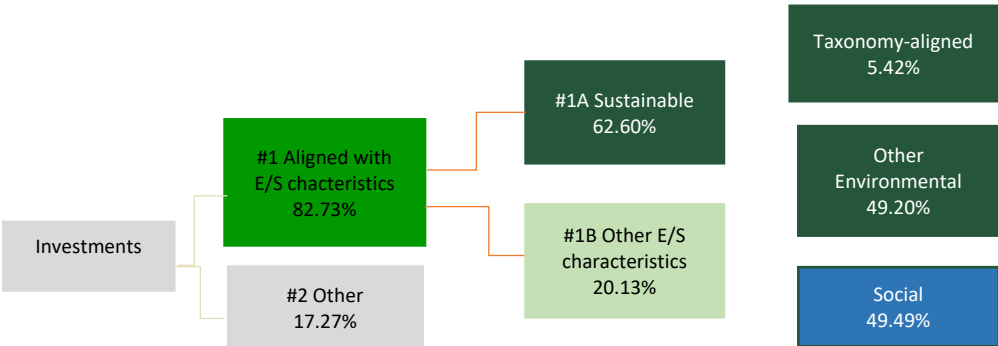 Investments
#1 Aligned with
E/S chacteristics
82.73%
#2 Other
17.27%
#1A Sustainable
62.60%
#1B Other E/S
characteristics
20.13%
Taxonomy-aligned
5.42%
Other
Environmental
49.20%
Social
49.49%